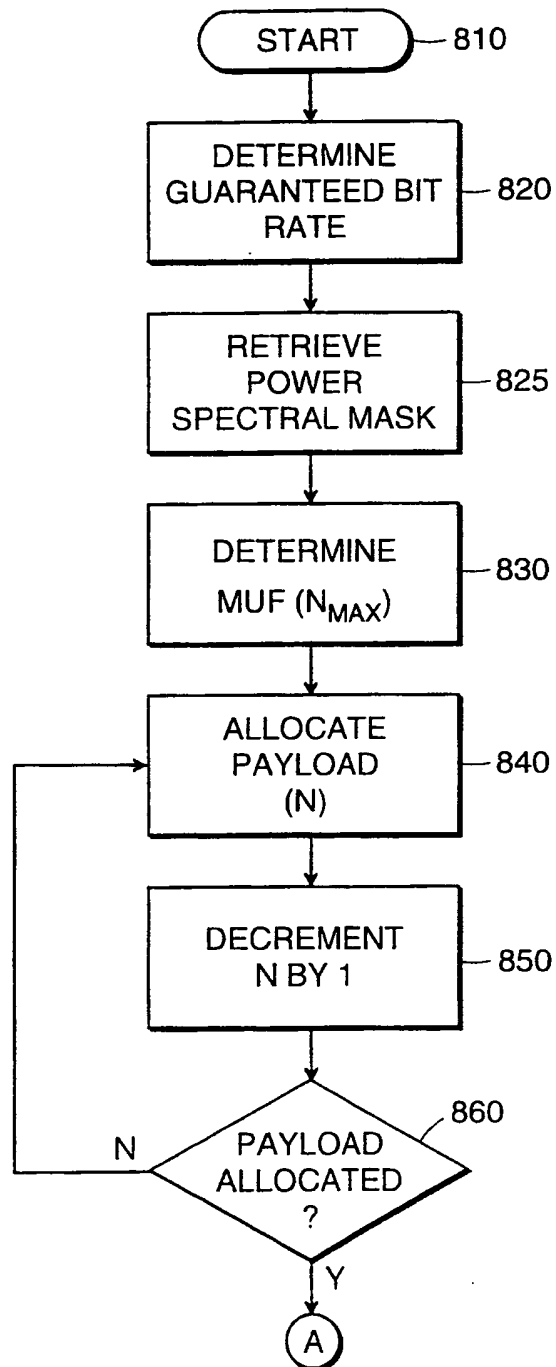 START
810
DETERMINE
GUARANTEED BIT
RATE
820
RETRIEVE
POWER
SPECTRAL MASK
825
DETERMINE
MUF (NMAX)
830
ALLOCATE
PAYLOAD
(N)
840
DECREMENT
N BY 1
850
860
N
PAYLOAD
ALLOCATED
?
Y
A